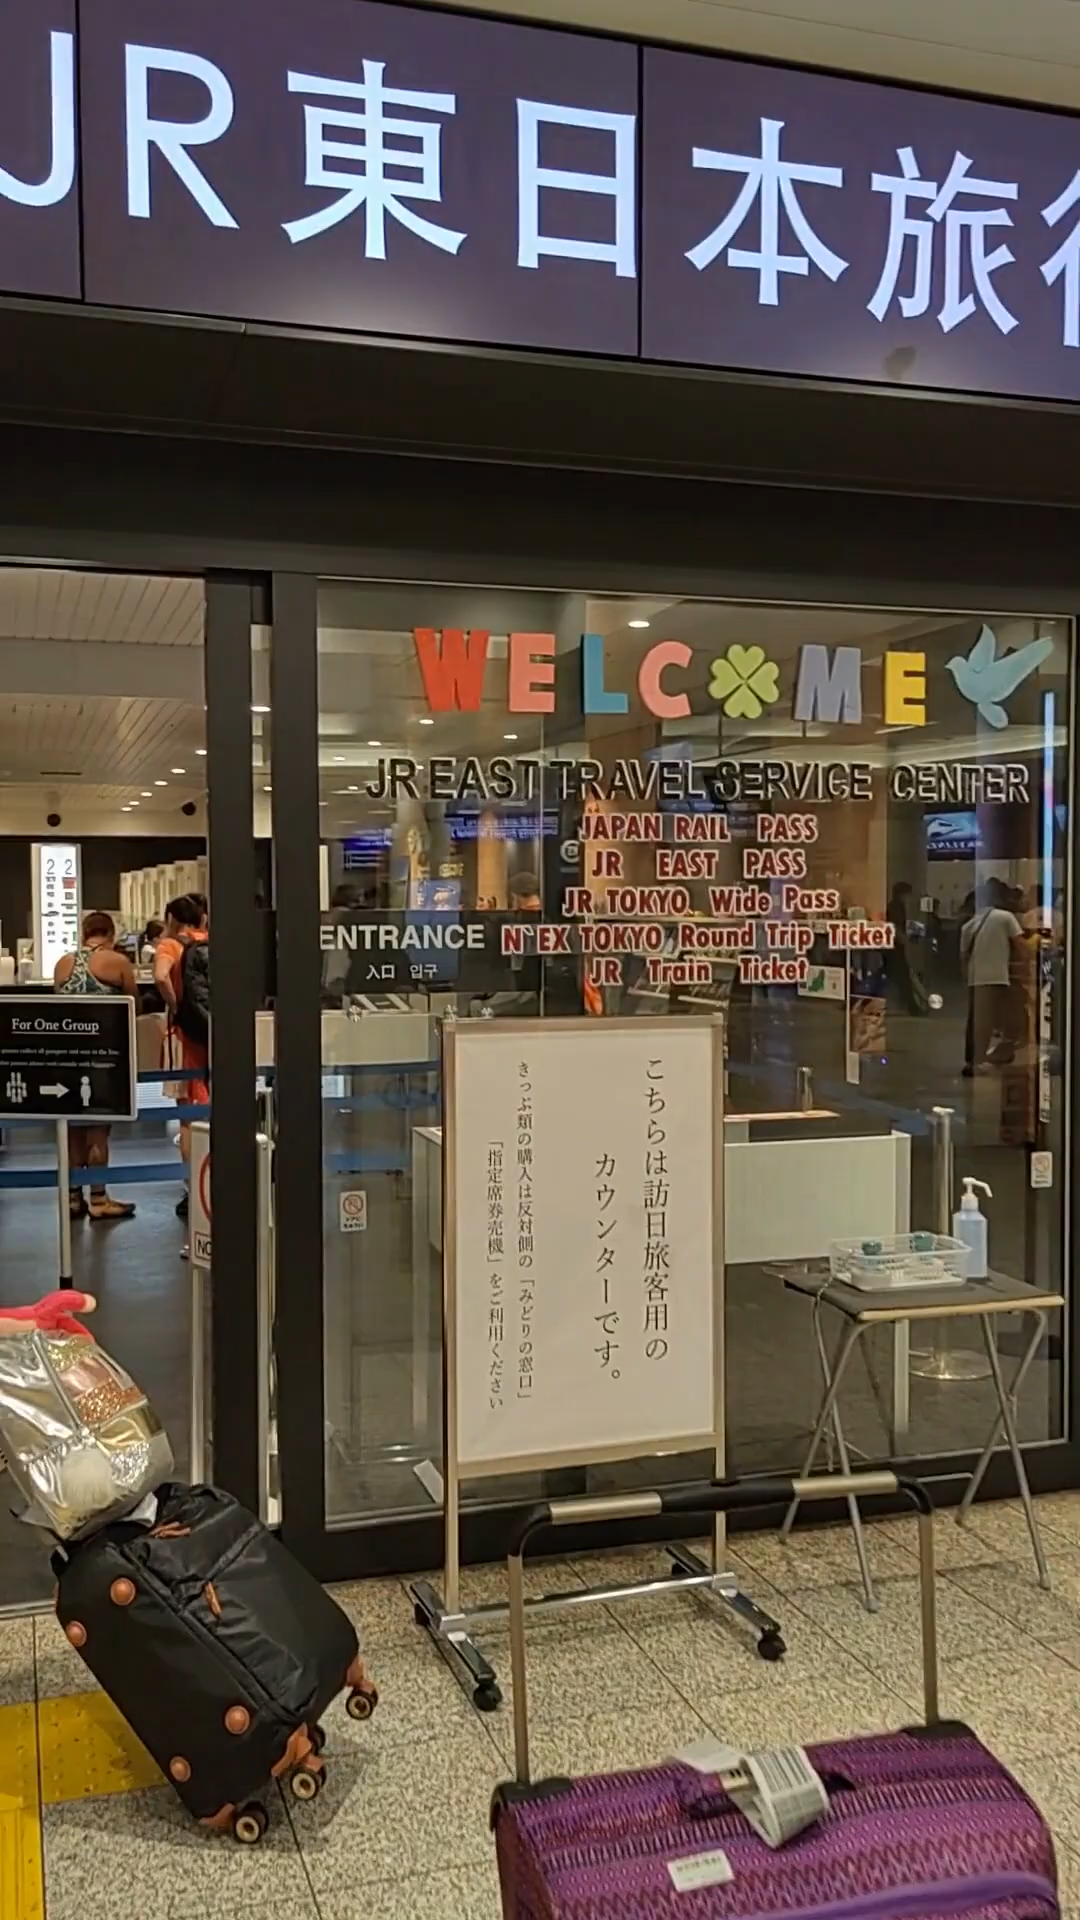 JR東日本旅行
WELCOME
JR EAST TRAVEL SERVICE CENTER
JAPAN RAIL PASS
JR EAST PASS
JR TOKYO Wide Pass
N`EX TOKYO Round Trip Ticket
JR Train Ticket
ENTRANCE
入口 입구
For One Group
こちらは訪日旅客用の
カウンターです。
きっぷ類の購入は反対側の「みどりの窓口」
「指定席券売機」をご利用ください
2 2
NO